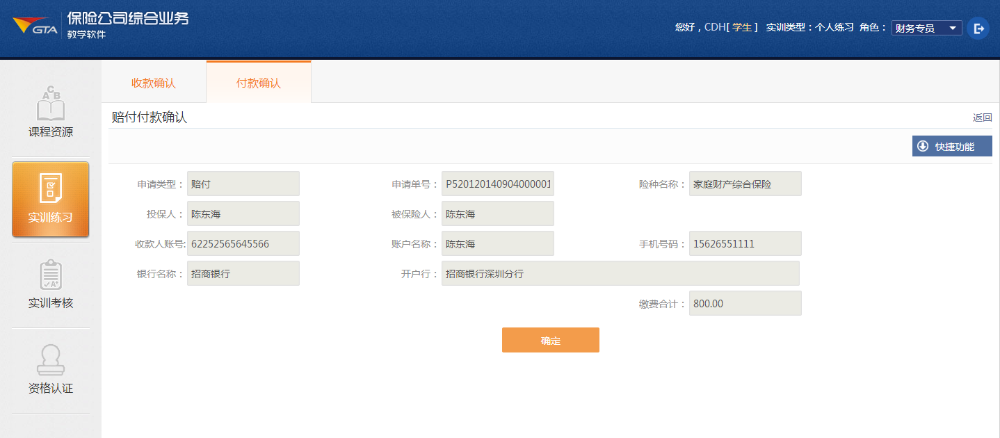 GTA
保险公司综合业务
教学软件
您好，CDH[ 学生 ] 实训类型：个人练习 角色： 财务专员
A C B
课程资源
实训练习
A+
实训考核
资格认证
收款确认 付款确认
赔付付款确认 返回
快捷功能
申请类型： 赔付 申请单号： P520120140904000001 险种名称： 家庭财产综合保险
投保人： 陈东海 被保险人： 陈东海
收款人账号: 62252565645566 账户名称： 陈东海 手机号码： 15626551111
银行名称： 招商银行 开户行： 招商银行深圳分行
缴费合计： 800.00
确定